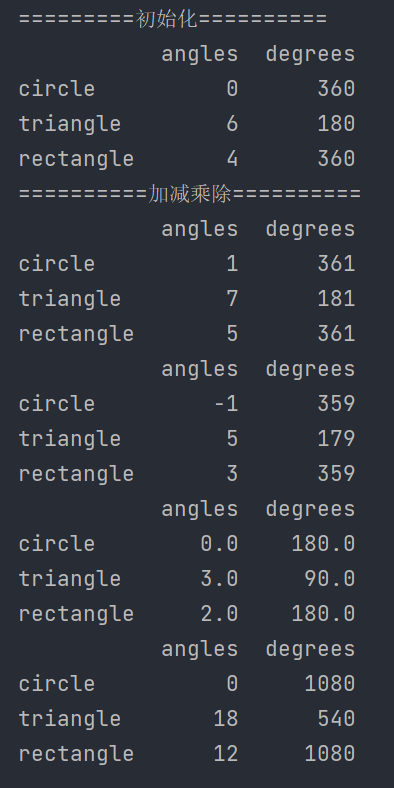 =========初始化==========
angles degrees
circle 0 360
triangle 6 180
rectangle 4 360
==========加减乘除==========
angles degrees
circle 1 361
triangle 7 181
rectangle 5 361
angles degrees
circle -1 359
triangle 5 179
rectangle 3 359
angles degrees
circle 0.0 180.0
triangle 3.0 90.0
rectangle 2.0 180.0
angles degrees
circle 0 1080
triangle 18 540
rectangle 12 1080